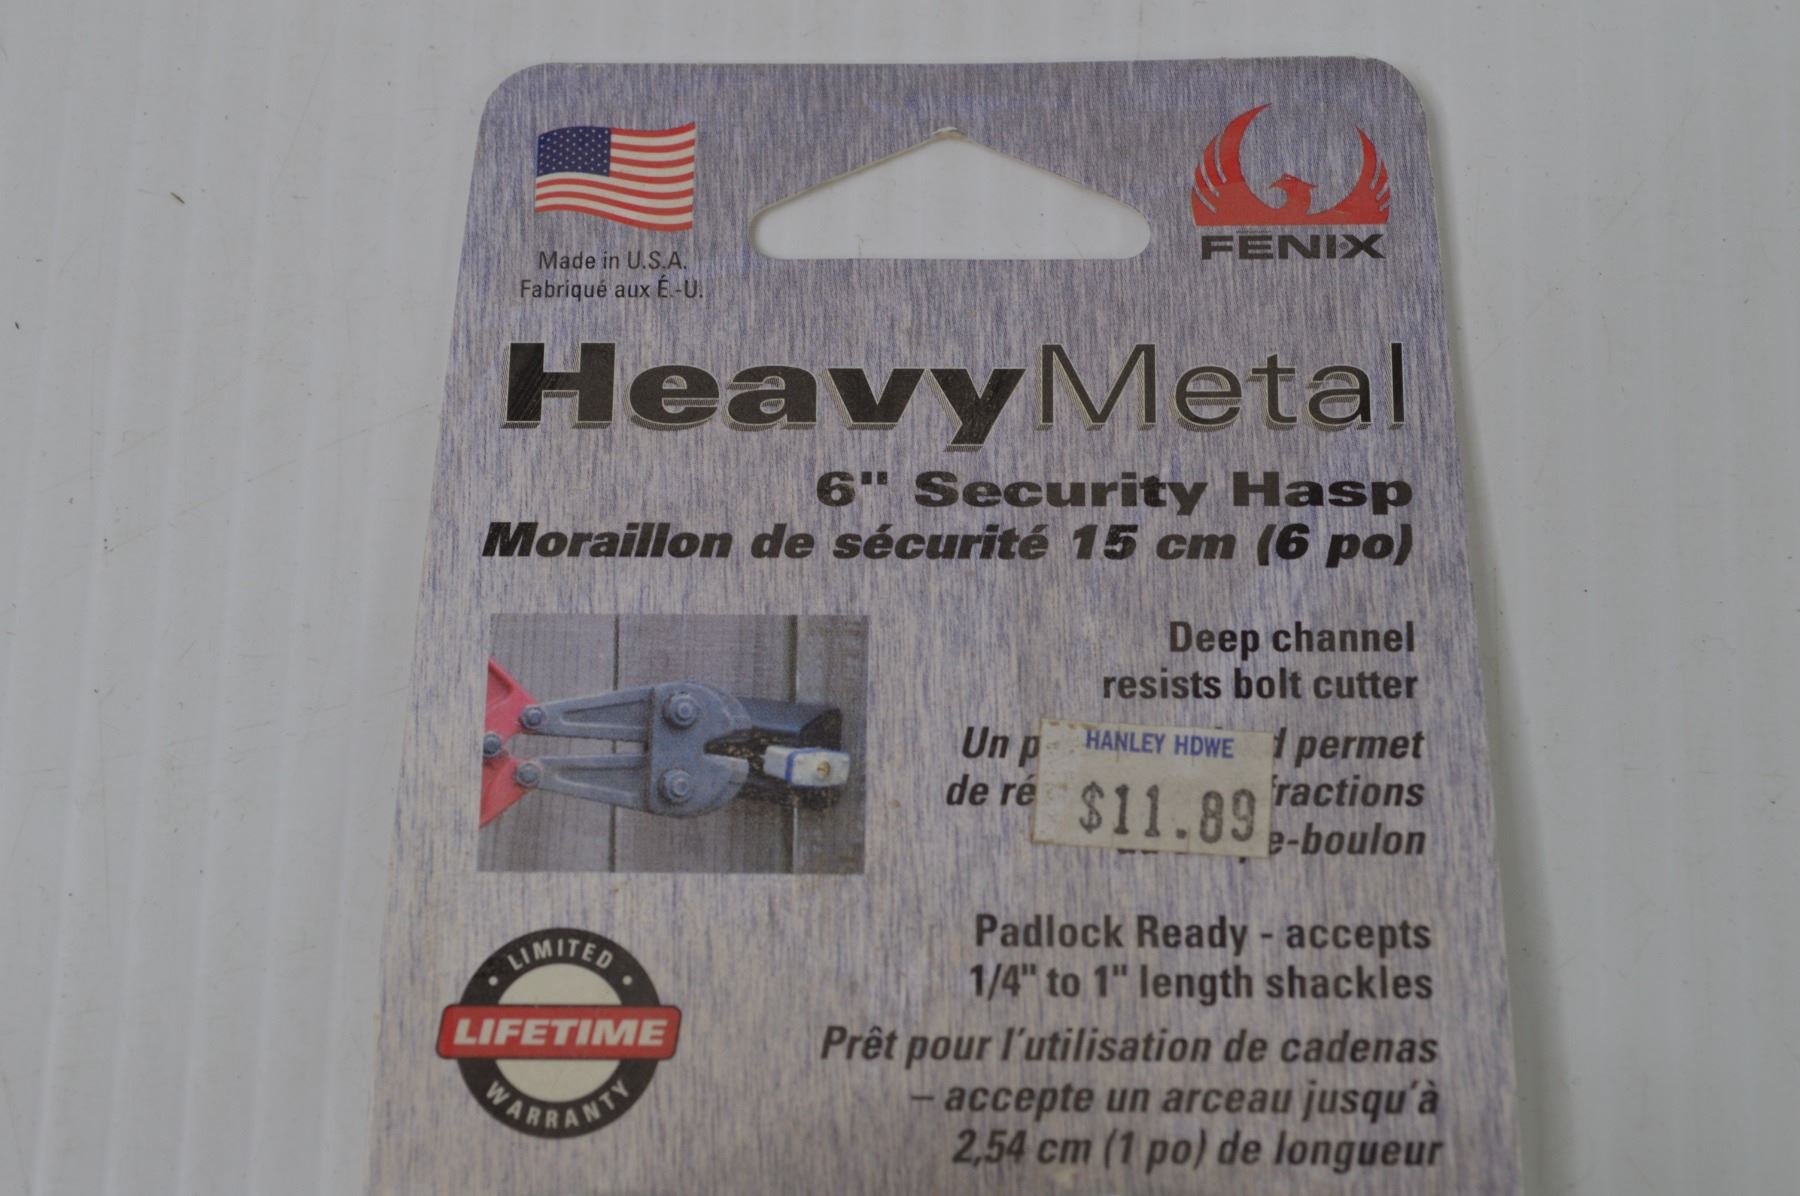 Made in U.S.A.
Fabriqué aux É.-U.
FENIX
HeavyMetal
6" Security Hasp
Moraillon de sécurité 15 cm (6 po)
Deep channel
resists bolt cutter
Un permet
de
-boulon
HANLEY HDWE
$11.89
Padlock Ready - accepts
1/4" to 1" length shackles
Prêt pour l'utilisation de cadenas
– accepte un arceau jusqu'à
2,54 cm (1 po) de longueur
LIMITED
LIFETIME
WARRANTY